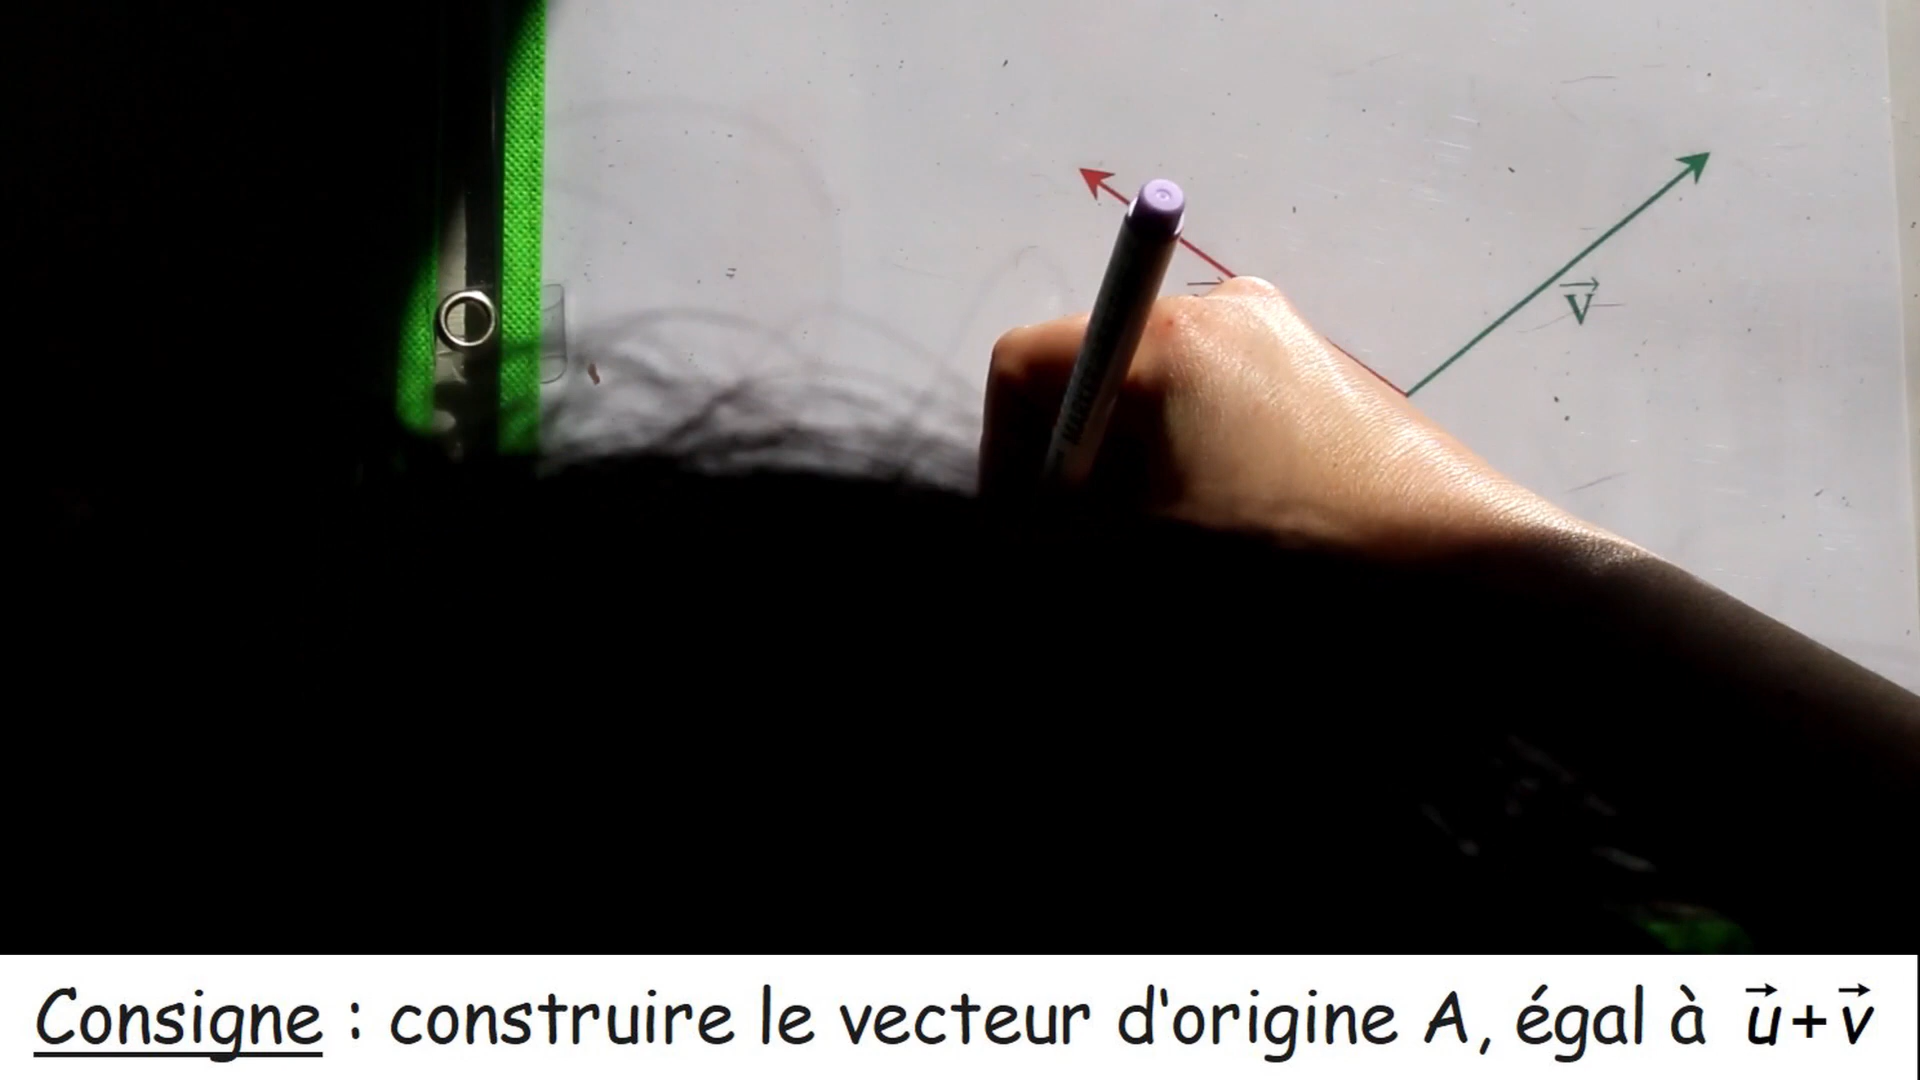 v⃗
Consigne : construire le vecteur d'origine A, égal à u⃗+v⃗